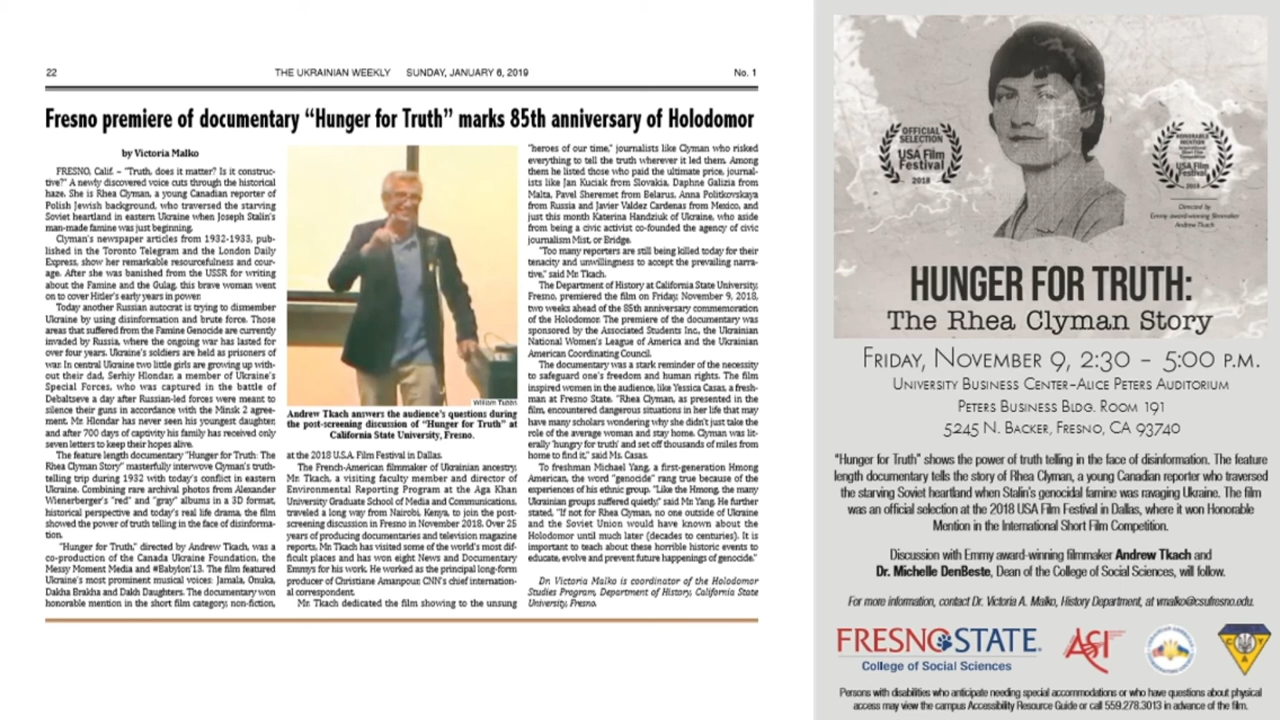 22
THE UKRAINIAN WEEKLY SUNDAY, JANUARY 6, 2019
No. 1
Fresno premiere of documentary “Hunger for Truth” marks 85th anniversary of Holodomor
by Victoria Malko
FRESNO, Calif. – “Truth, does it matter? Is it construc-
tive?” A newly discovered voice cuts through the historical
haze. She is Rhea Clyman, a young Canadian reporter of
Polish Jewish background, who traversed the starving
Soviet heartland in eastern Ukraine when Joseph Stalin’s
man-made famine was just beginning.
Clyman’s newspaper articles from 1932-1933, pub-
lished in the Toronto Telegram and the London Daily
Express, show her remarkable resourcefulness and cour-
age. After she was banished from the USSR for writing
about the Famine and the Gulag, this brave woman went
on to cover Hitler’s early years in power.
Today another Russian autocrat is trying to dismember
Ukraine by using disinformation and brute force. Those
areas that suffered from the Famine Genocide are currently
invaded by Russia, where the ongoing war has lasted for
over four years. Ukraine’s soldiers are held as prisoners of
war. In central Ukraine two little girls are growing up with-
out their dad, Serhiy Hlondar, a member of Ukraine’s
Special Forces, who was captured in the battle of
Debaltseve a day after Russian-led forces were meant to
silence their guns in accordance with the Minsk 2 agree-
ment. Mr. Hlondar has never seen his youngest daughter,
and after 700 days of captivity his family has received only
seven letters to keep their hopes alive.
The feature length documentary “Hunger for Truth: The
Rhea Clyman Story” masterfully interwove Clyman’s truth-
telling trip during 1932 with today’s conflict in eastern
Ukraine. Combining rare archival photos from Alexander
Wienerberger’s “red” and “gray” albums in a 3D format,
historical perspective and today’s real life drama, the film
showed the power of truth telling in the face of disinforma-
tion.
“Hunger for Truth,” directed by Andrew Tkach, was a
co-production of the Canada Ukraine Foundation, the
Messy Moment Media and #Babylon’13. The film featured
Ukraine’s most prominent musical voices: Jamala, Onuka,
Dakha Brakha and Dakh Daughters. The documentary won
honorable mention in the short film category, non-fiction,
William Tsznn
Andrew Tkach answers the audience’s questions during
the post-screening discussion of “Hunger for Truth” at
California State University, Fresno.
at the 2018 U.S.A. Film Festival in Dallas.
The French-American filmmaker of Ukrainian ancestry,
Mr. Tkach, a visiting faculty member and director of
Environmental Reporting Program at the Aga Khan
University Graduate School of Media and Communications,
traveled a long way from Nairobi, Kenya, to join the post-
screening discussion in Fresno in November 2018. Over 25
years of producing documentaries and television magazine
reports, Mr. Tkach has visited some of the world’s most dif-
ficult places and has won eight News and Documentary
Emmys for his work. He worked as the principal long-form
producer of Christiane Amanpour, CNN’s chief internation-
al correspondent.
Mr. Tkach dedicated the film showing to the unsung
“heroes of our time,” journalists like Clyman who risked
everything to tell the truth wherever it led them. Among
them he listed those who paid the ultimate price, journal-
ists like Jan Kuciak from Slovakia, Daphne Galizia from
Malta, Pavel Sheremet from Belarus, Anna Politkovskaya
from Russia and Javier Valdez Cardenas from Mexico, and
just this month Katerina Handziuk of Ukraine, who aside
from being a civic activist co-founded the agency of civic
journalism Mist, or Bridge.
“Too many reporters are still being killed today for their
tenacity and unwillingness to accept the prevailing narra-
tive,” said Mr. Tkach.
The Department of History at California State University,
Fresno, premiered the film on Friday, November 9, 2018,
two weeks ahead of the 85th anniversary commemoration
of the Holodomor. The premiere of the documentary was
sponsored by the Associated Students Inc., the Ukrainian
National Women’s League of America and the Ukrainian
American Coordinating Council.
The documentary was a stark reminder of the necessity
to safeguard one’s freedom and human rights. The film
inspired women in the audience, like Yessica Casas, a fresh-
man at Fresno State. “Rhea Clyman, as presented in the
film, encountered dangerous situations in her life that may
have many scholars wondering why she didn’t just take the
role of the average woman and stay home. Clyman was lit-
erally ‘hungry for truth’ and set off thousands of miles from
home to find it,” said Ms. Casas.
To freshman Michael Yang, a first-generation Hmong
American, the word “genocide” rang true because of the
experiences of his ethnic group. “Like the Hmong, the many
Ukrainian groups suffered quietly,” said Mr. Yang. He further
stated, “If not for Rhea Clyman, no one outside of Ukraine
and the Soviet Union would have known about the
Holodomor until much later (decades to centuries). It is
important to teach about these horrible historic events to
educate, evolve and prevent future happenings of genocide.”
Dr. Victoria Malko is coordinator of the Holodomor
Studies Program, Department of History, California State
University, Fresno.
OFFICIAL
SELECTION
USA Film
Festival
2018
HONORABLE
MENTION
International
Short Film
Competition
USA Film
Festival
2018
Directed by
Emmy award-winning filmmaker
Andrew Tkach
HUNGER FOR TRUTH:
The Rhea Clyman Story
FRIDAY, NOVEMBER 9, 2:30 – 5:00 P.M.
UNIVERSITY BUSINESS CENTER–ALICE PETERS AUDITORIUM
PETERS BUSINESS BLDG. ROOM 191
5245 N. BACKER, FRESNO, CA 93740
“Hunger for Truth” shows the power of truth telling in the face of disinformation. The feature
length documentary tells the story of Rhea Clyman, a young Canadian reporter who traversed
the starving Soviet heartland when Stalin’s genocidal famine was ravaging Ukraine. The film
was an official selection at the 2018 USA Film Festival in Dallas, where it won Honorable
Mention in the International Short Film Competition.
Discussion with Emmy award-winning filmmaker Andrew Tkach and
Dr. Michelle DenBeste, Dean of the College of Social Sciences, will follow.
For more information, contact Dr. Victoria A. Malko, History Department, at vmalko@csufresno.edu.
FRESNO STATE
College of Social Sciences
ASI
Persons with disabilities who anticipate needing special accommodations or who have questions about physical
access may view the campus Accessibility Resource Guide or call 559.278.3013 in advance of the film.